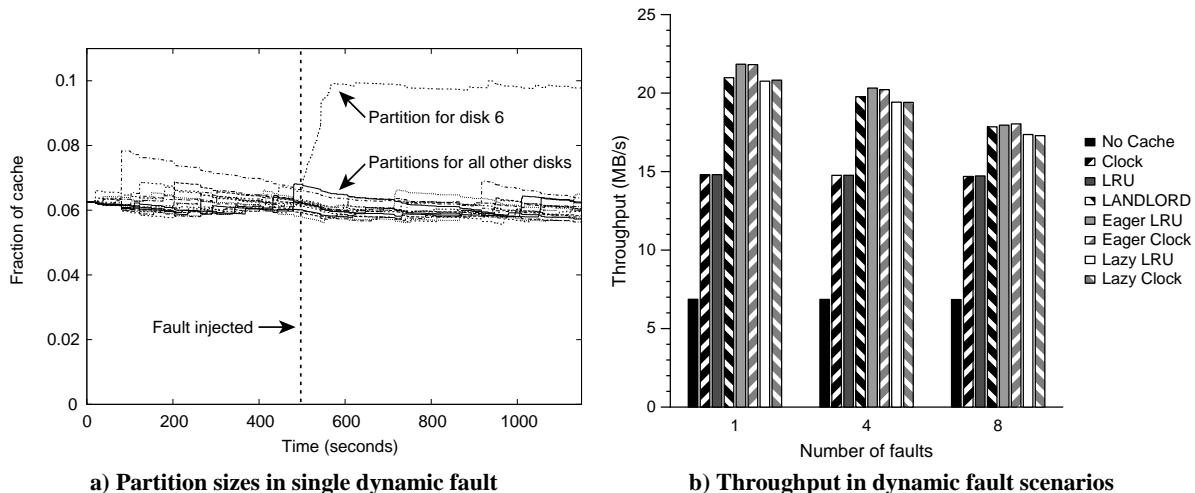 0.1
0.08
0.06
0.04
0.02
0
Fraction of cache
Partition for disk 6
Partitions for all other disks
Fault injected
0 200 400 600 800 1000
Time (seconds)
a) Partition sizes in single dynamic fault
25
20
15
10
5
0
Throughput (MB/s)
1 4 8
Number of faults
No Cache
Clock
LRU
LANDLORD
Eager LRU
Eager Clock
Lazy LRU
Lazy Clock
b) Throughput in dynamic fault scenarios